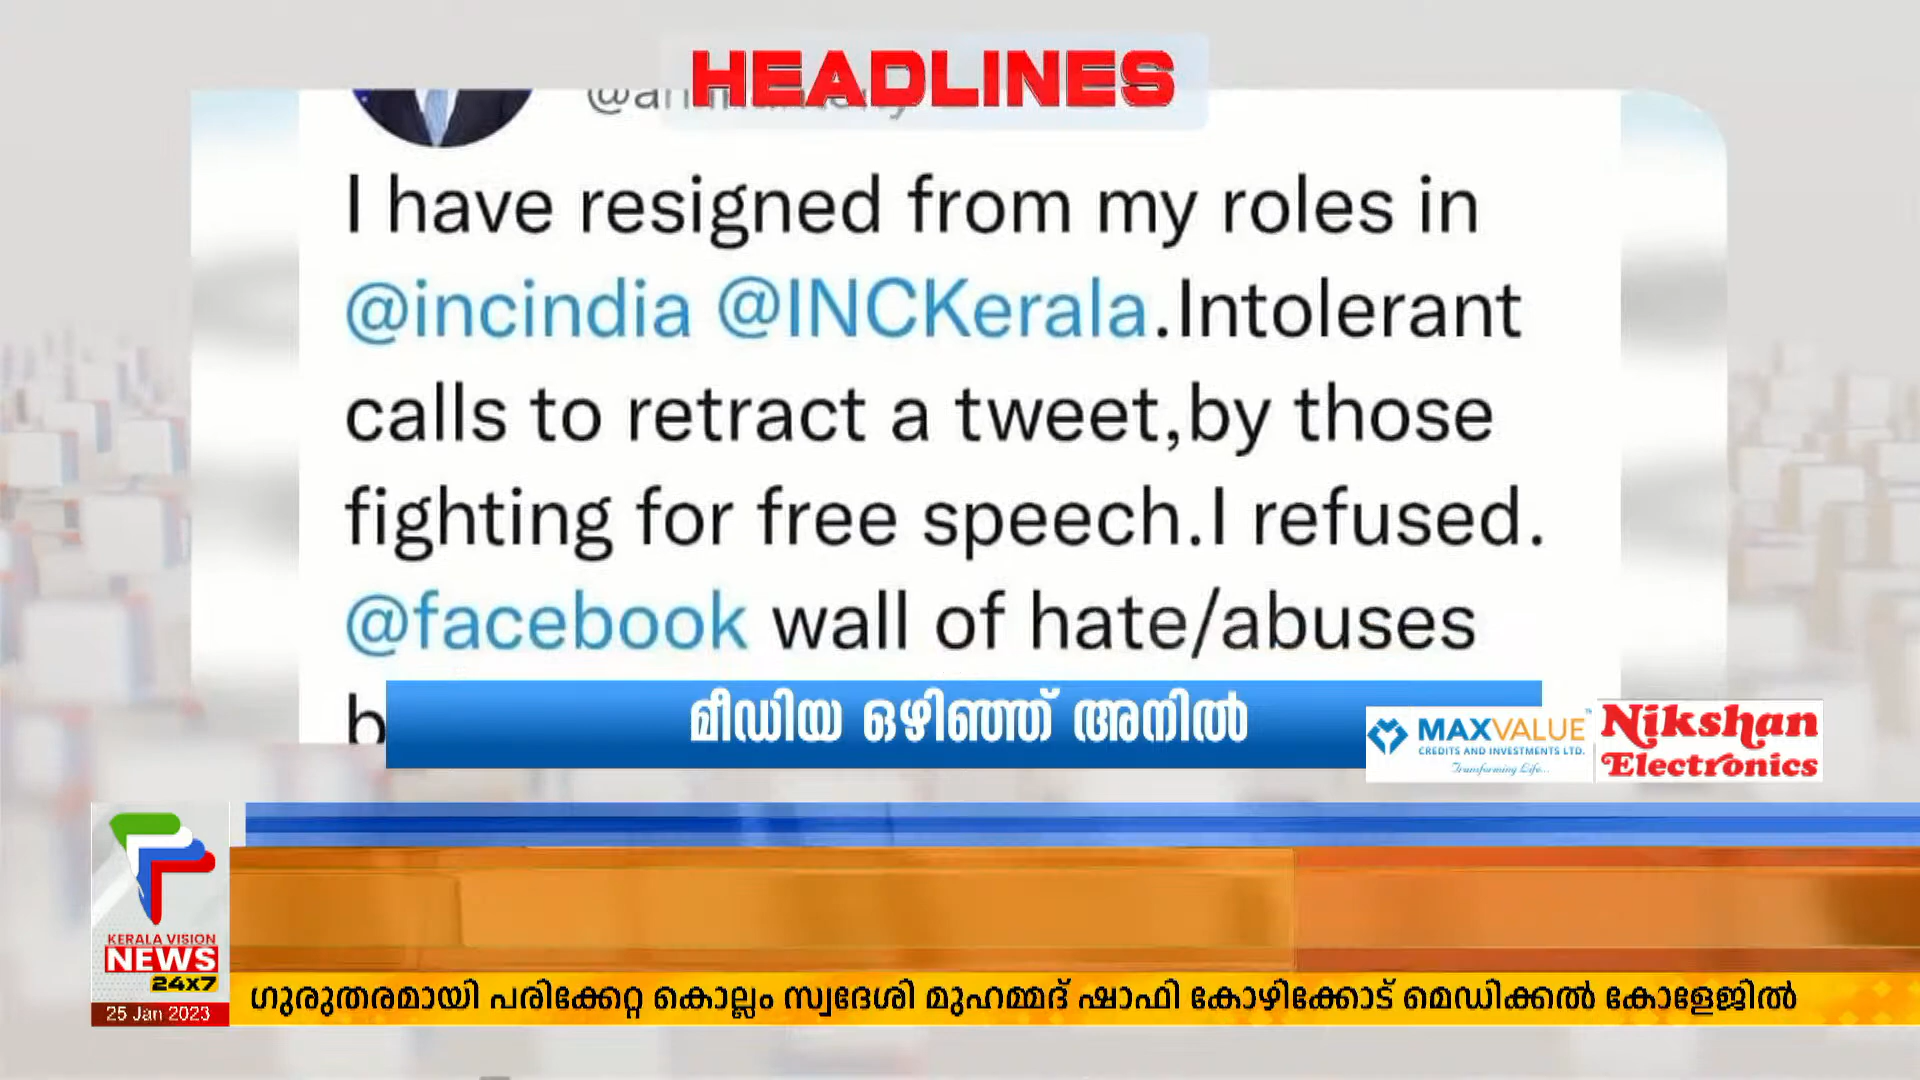 HEADLINES
I have resigned from my roles in
@incindia @INCKerala.Intolerant
calls to retract a tweet,by those
fighting for free speech.I refused.
@facebook wall of hate/abuses
മീഡിയ ഒഴിഞ്ഞ് അനിൽ
MAXVALUE
CREDITS AND INVESTMENTS LTD.
Transforming Life...
Nikshan
Electronics
KERALA VISION
NEWS
24x7
25 Jan 2023
ഗുരുതരമായി പരിക്കേറ്റ കൊല്ലം സ്വദേശി മുഹമ്മദ് ഷാഫി കോഴിക്കോട് മെഡിക്കൽ കോളേജിൽ